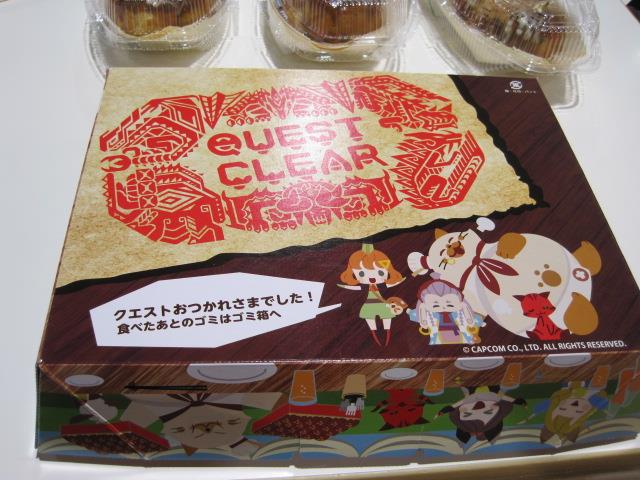 QUEST
CLEAR
クエストおつかれさまでした！
食べたあとのゴミはゴミ箱へ
© CAPCOM CO., LTD. ALL RIGHTS RESERVED.